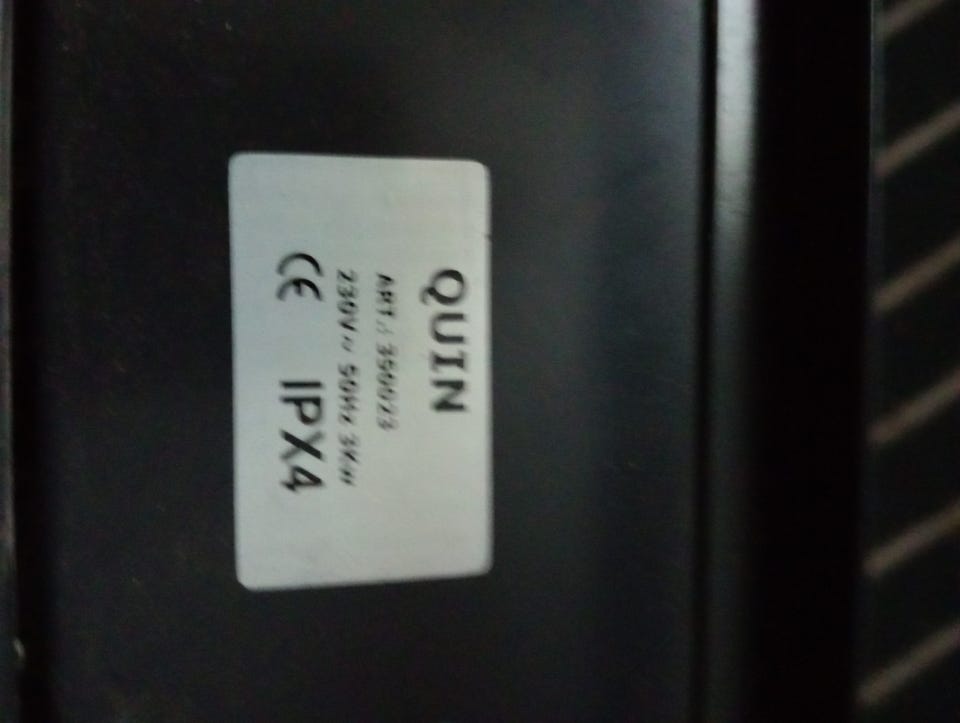 QUIN
ART.: 350023
230V~ 50Hz 3KW
CE IPX4